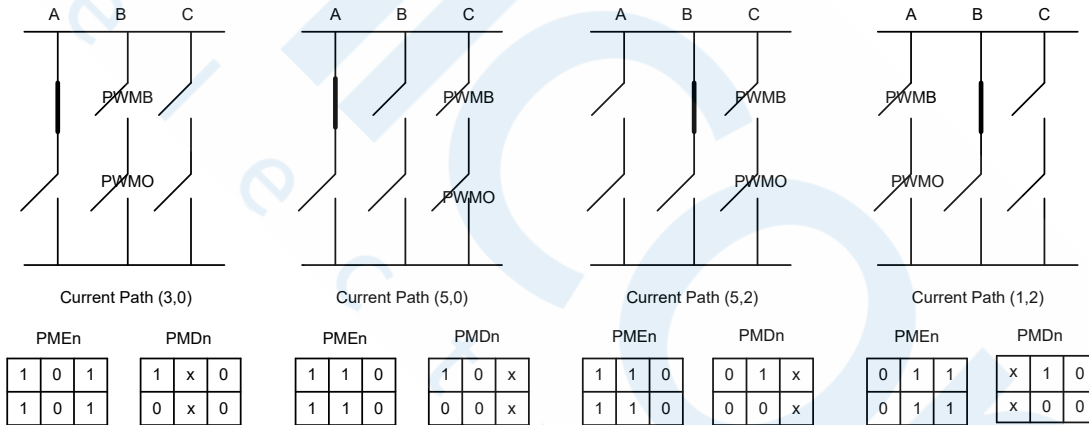 A B C
PWMB
PWMO
Current Path (3,0)
PMEn
1 0 1
1 0 1
PMDn
1 x 0
0 x 0
A B C
PWMB
PWMO
Current Path (5,0)
PMEn
1 1 0
1 1 0
PMDn
1 0 x
0 0 x
A B C
PWMB
PWMO
Current Path (5,2)
PMEn
1 1 0
1 1 0
PMDn
0 1 x
0 0 x
A B C
PWMB
PWMO
Current Path (1,2)
PMEn
0 1 1
0 1 1
PMDn
x 1 0
x 0 0